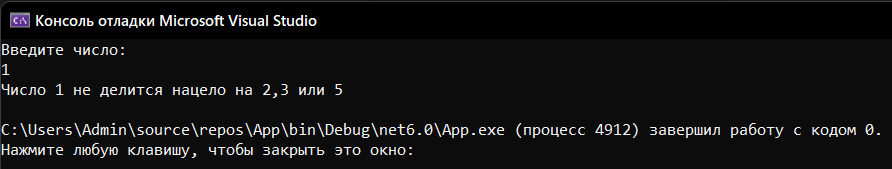 Консоль отладки Microsoft Visual Studio
Введите число:
1
Число 1 не делится нацело на 2,3 или 5
C:\Users\Admin\source\repos\App\bin\Debug\net6.0\App.exe (процесс 4912) завершил работу с кодом 0.
Нажмите любую клавишу, чтобы закрыть это окно: